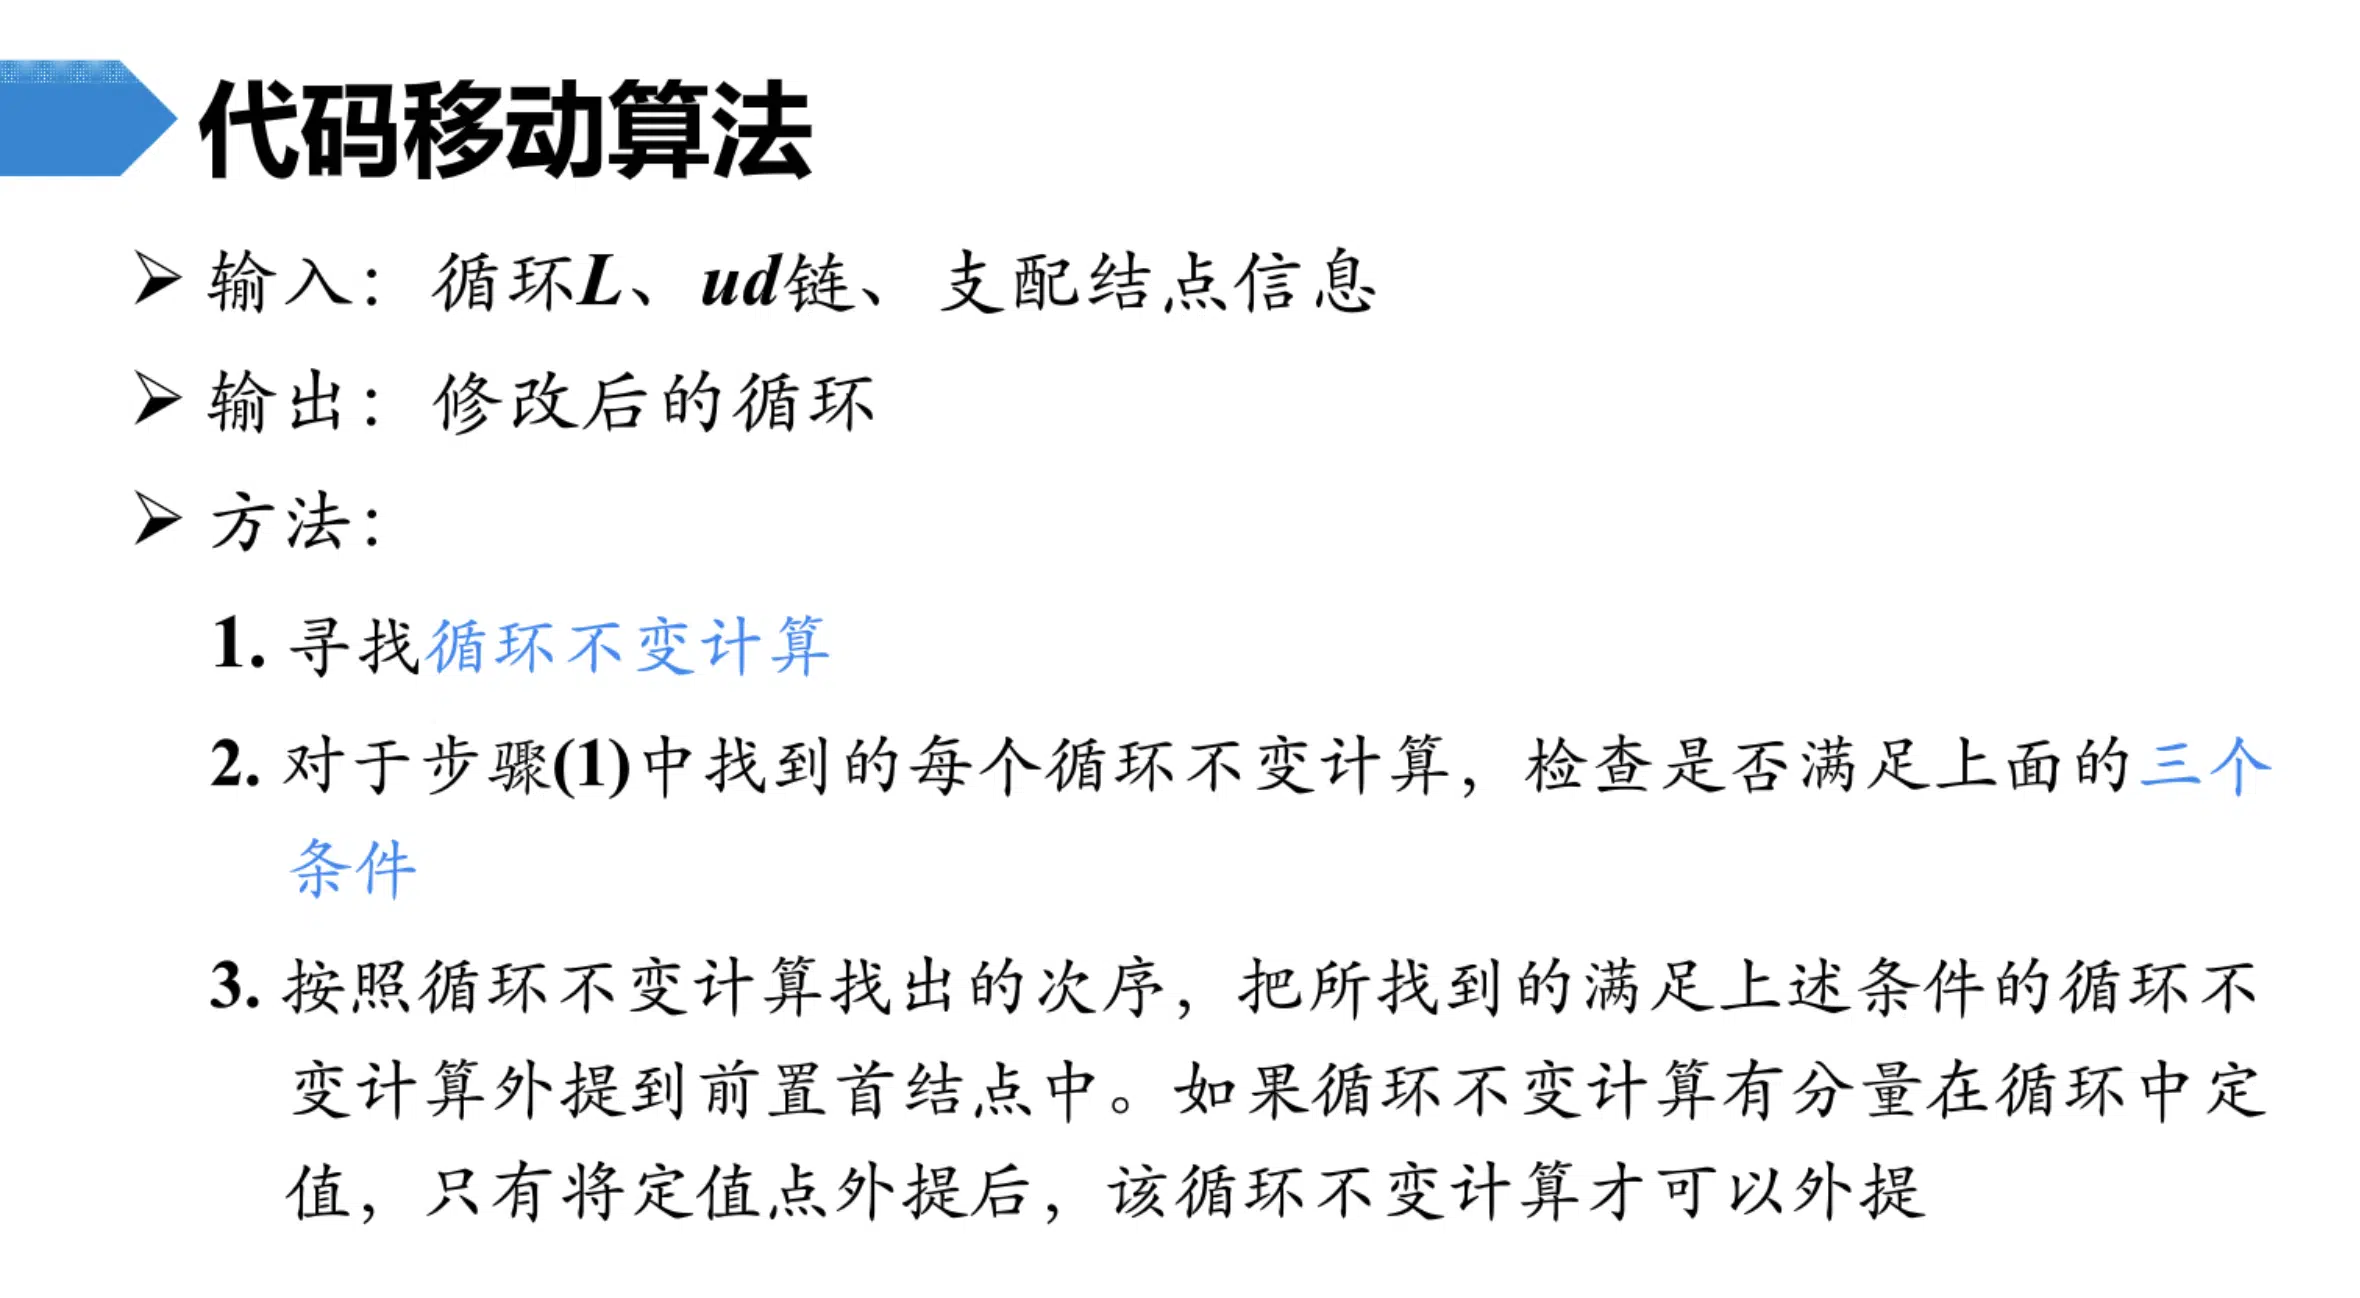 代码移动算法
输入：循环L、ud链、支配结点信息
输出：修改后的循环
方法：
1. 寻找循环不变计算
2. 对于步骤(1)中找到的每个循环不变计算，检查是否满足上面的三个
条件
3. 按照循环不变计算找出的次序，把所找到的满足上述条件的循环不
变计算外提到前置首结点中。如果循环不变计算有分量在循环中定
值，只有将定值点外提后，该循环不变计算才可以外提